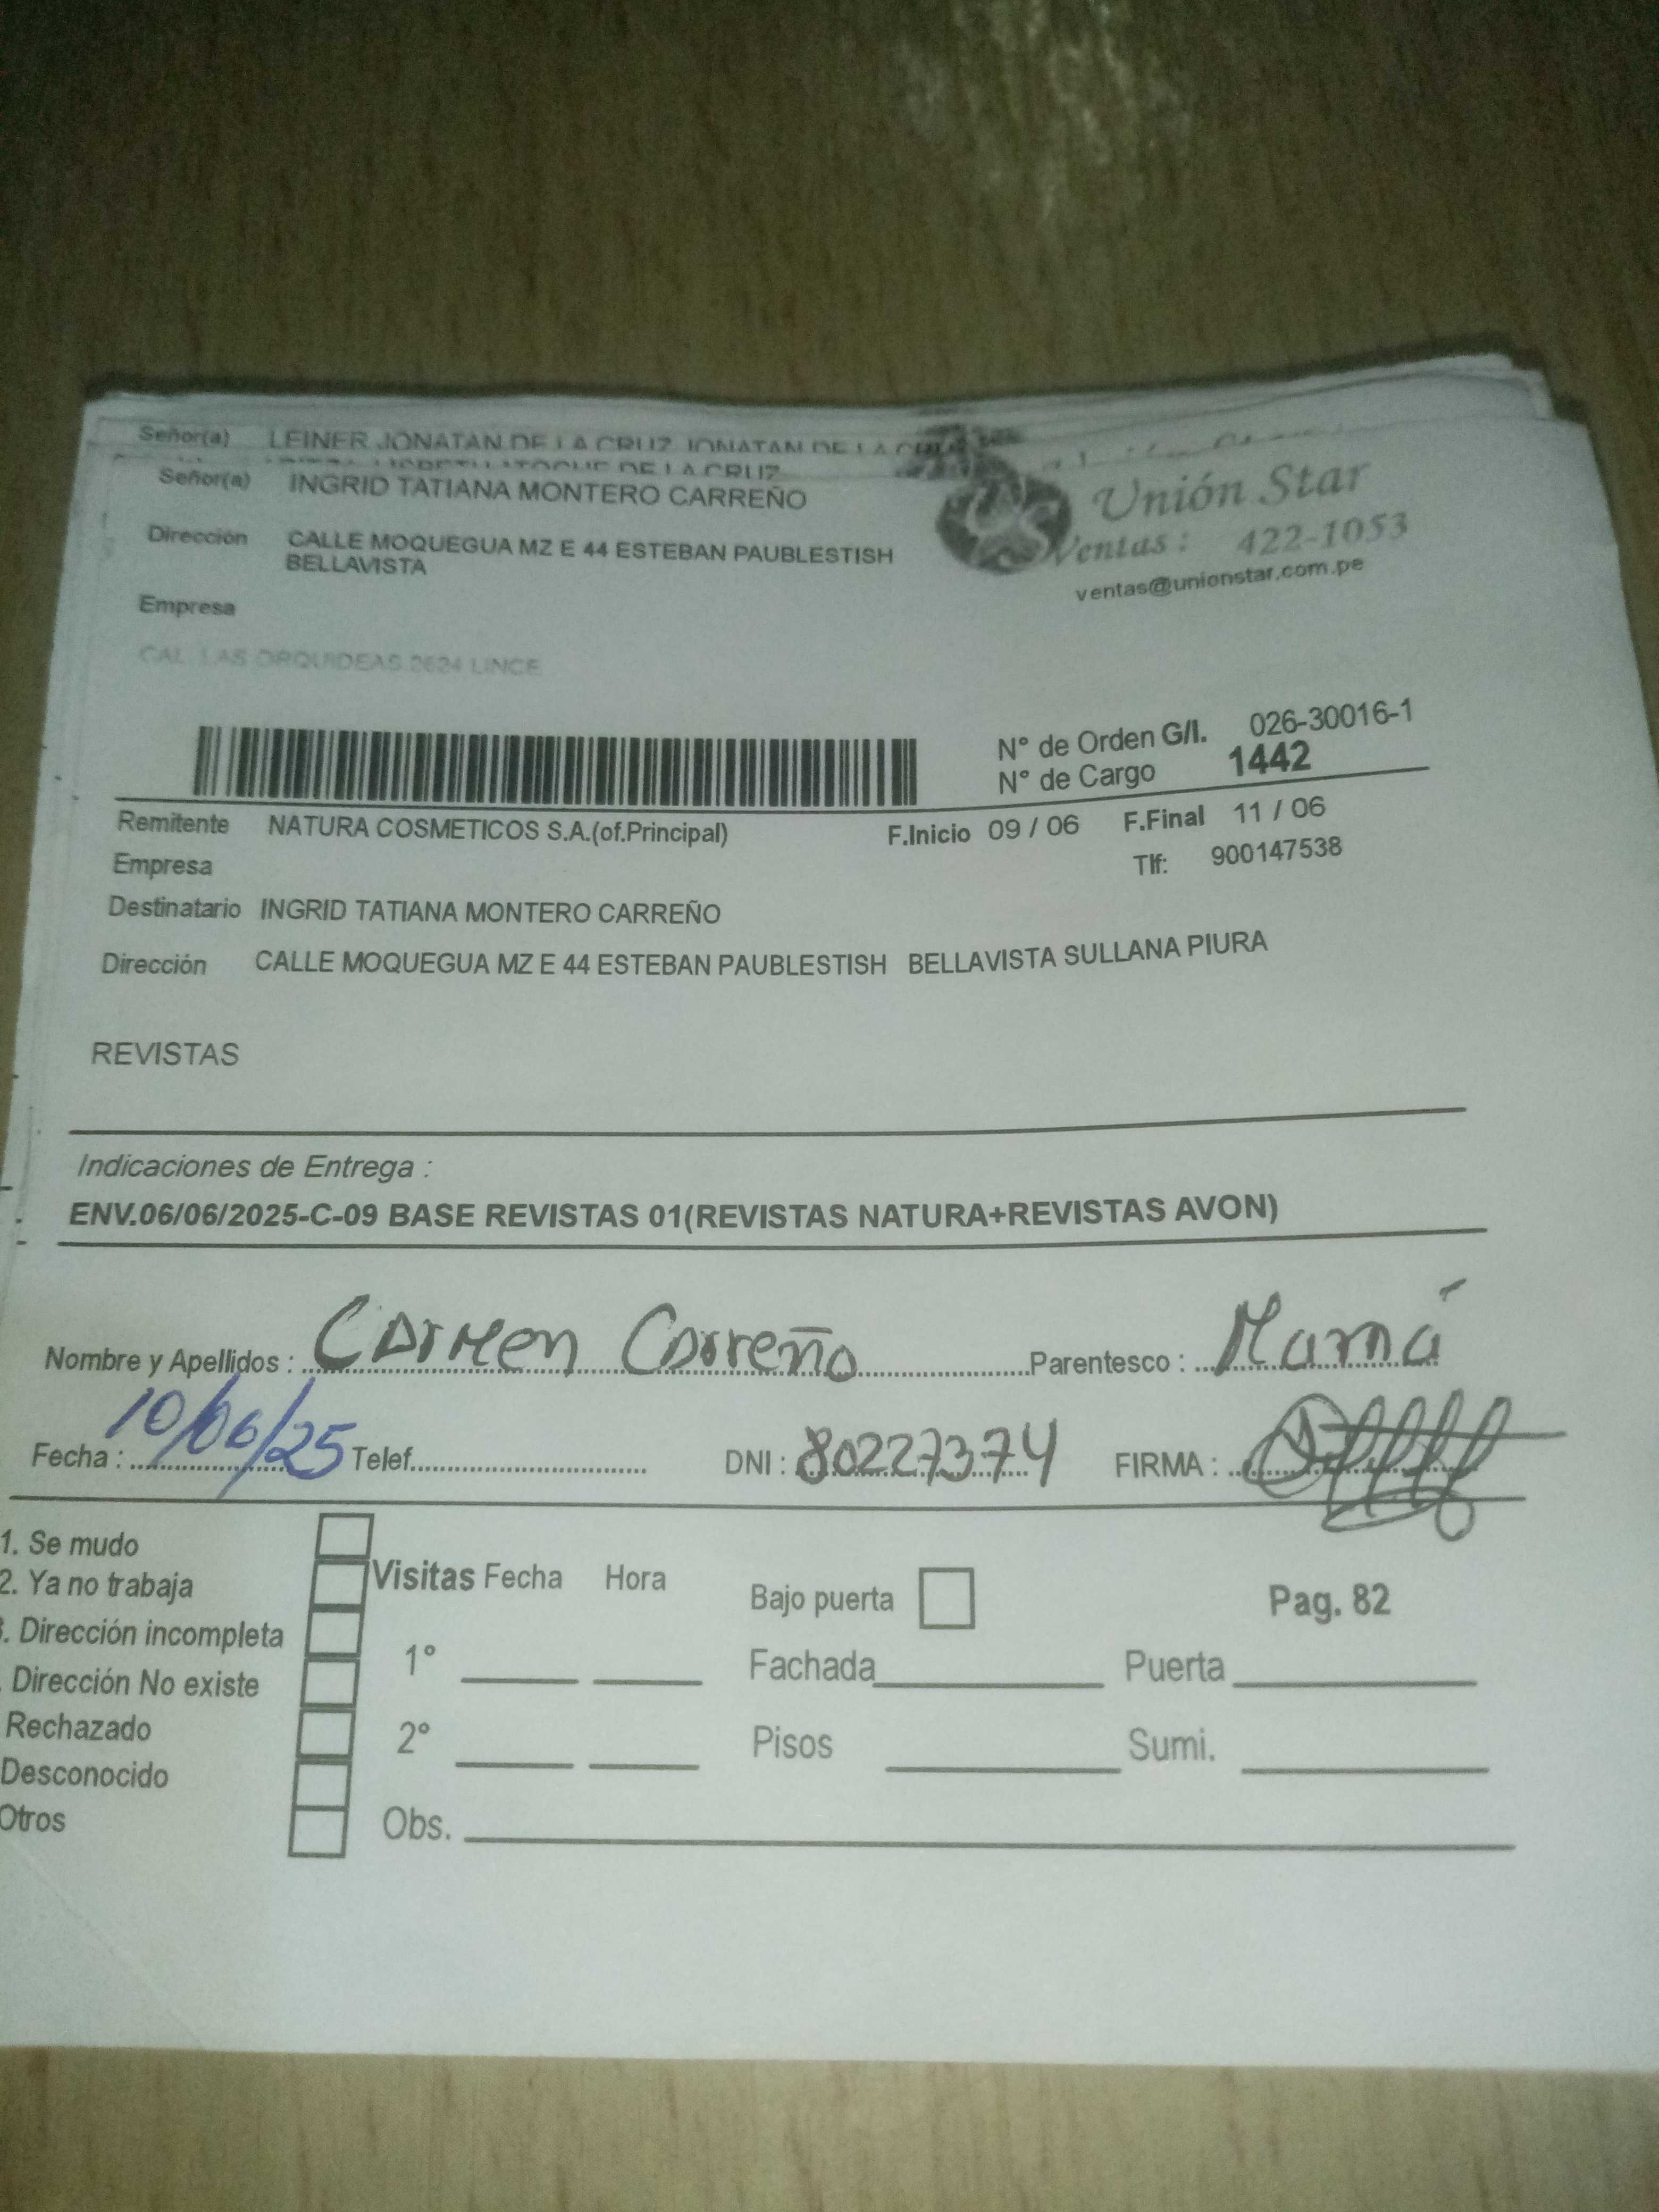 Señor(a) LEINER JONATAN DE LA CRUZ JONATAN DE LA
DE LA CRUZ
Señor(a) INGRID TATIANA MONTERO CARREÑO
Unión Star
Dirección CALLE MOQUEGUA MZ E 44 ESTEBAN PAUBLESTISH
BELLAVISTA
Ventas : 422-1053
ventas@unionstar.com.pe
Empresa
CAL. LAS ORQUIDEAS 2624 LINCE
N° de Orden G/I. 026-30016-1
N° de Cargo 1442
Remitente NATURA COSMETICOS S.A.(of.Principal) F.Inicio 09 / 06 F.Final 11 / 06
Empresa Tlf: 900147538
Destinatario INGRID TATIANA MONTERO CARREÑO
Dirección CALLE MOQUEGUA MZ E 44 ESTEBAN PAUBLESTISH BELLAVISTA SULLANA PIURA
REVISTAS
Indicaciones de Entrega :
ENV.06/06/2025-C-09 BASE REVISTAS 01(REVISTAS NATURA+REVISTAS AVON)
Nombre y Apellidos : Carmen Carreño Parentesco : Mamá
Fecha : 10/06/25 Telef. DNI : 80227374 FIRMA :
1. Se mudo
2. Ya no trabaja
. Dirección incompleta
. Dirección No existe
Rechazado
Desconocido
Otros
Visitas Fecha Hora
1°
2°
Obs.
Bajo puerta Pag. 82
Fachada Puerta
Pisos Sumi.